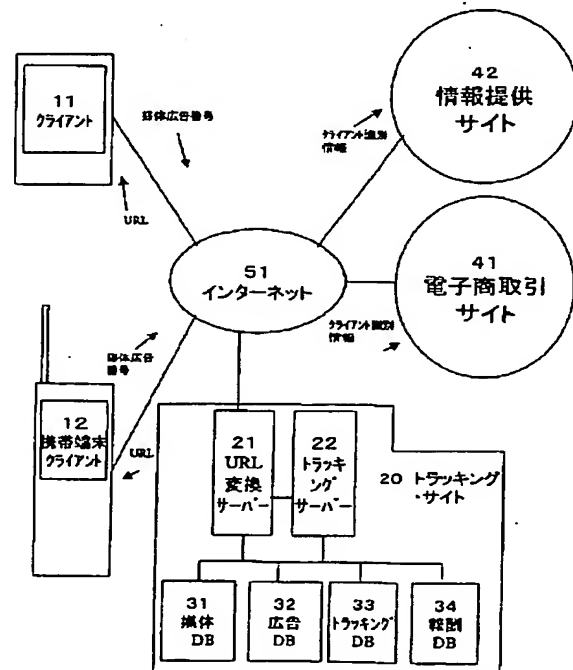 11
クライアント
媒体広告番号
URL
42
情報提供
サイト
クライアント識別
情報
51
インターネット
41
電子商取引
サイト
クライアント識別
情報
媒体広告
番号
12
携帯端末
クライアント
URL
21
URL
変換
サーバー
22
トラッキ
ング
サーバー
20 トラッキング
・サイト
31
媒体
DB
32
広告
DB
33
トラッキング
DB
34
報酬
DB